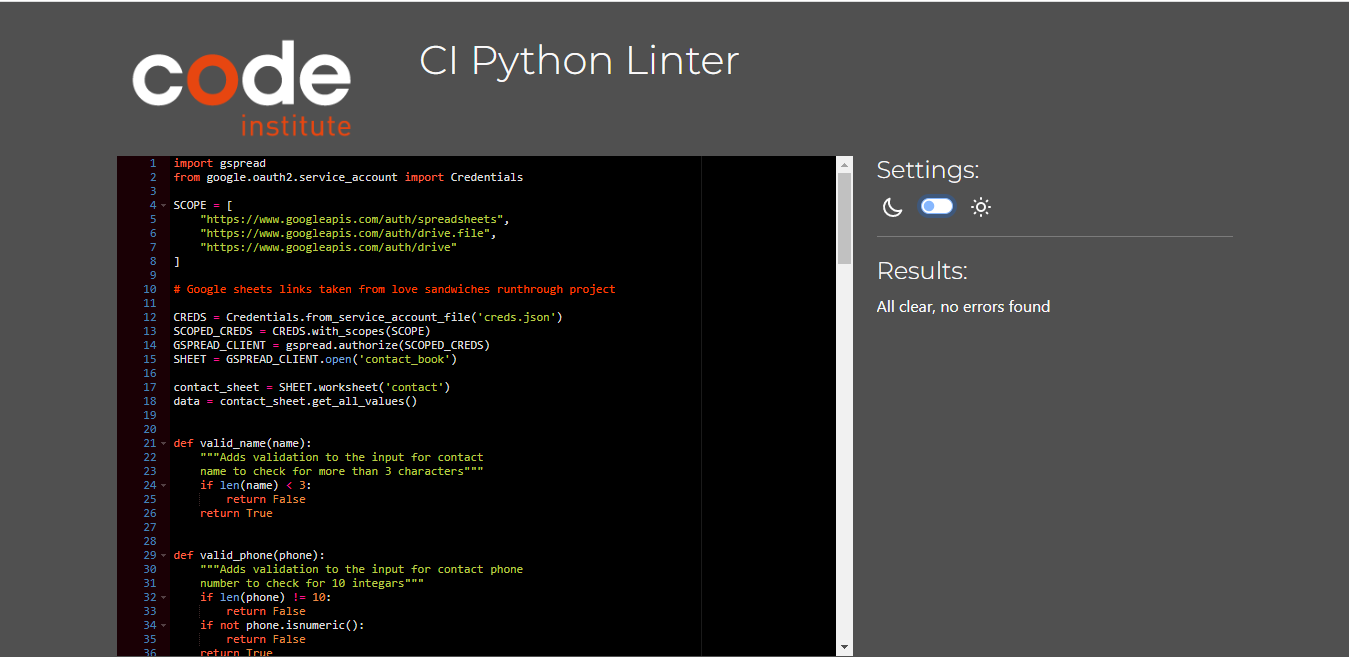 code
institute
CI Python Linter
1 import gspread
2 from google.oauth2.service_account import Credentials
3
4 SCOPE = [
5     "https://www.googleapis.com/auth/spreadsheets",
6     "https://www.googleapis.com/auth/drive.file",
7     "https://www.googleapis.com/auth/drive"
8 ]
9
10 # Google sheets links taken from love sandwiches runthrough project
11
12 CREDS = Credentials.from_service_account_file('creds.json')
13 SCOPED_CREDS = CREDS.with_scopes(SCOPE)
14 GSPREAD_CLIENT = gspread.authorize(SCOPED_CREDS)
15 SHEET = GSPREAD_CLIENT.open('contact_book')
16
17 contact_sheet = SHEET.worksheet('contact')
18 data = contact_sheet.get_all_values()
19
20
21 def valid_name(name):
22     """Adds validation to the input for contact
23     name to check for more than 3 characters"""
24     if len(name) < 3:
25         return False
26     return True
27
28
29 def valid_phone(phone):
30     """Adds validation to the input for contact phone
31     number to check for 10 integars"""
32     if len(phone) != 10:
33         return False
34     if not phone.isnumeric():
35         return False
36     return True
Settings:
Results:
All clear, no errors found